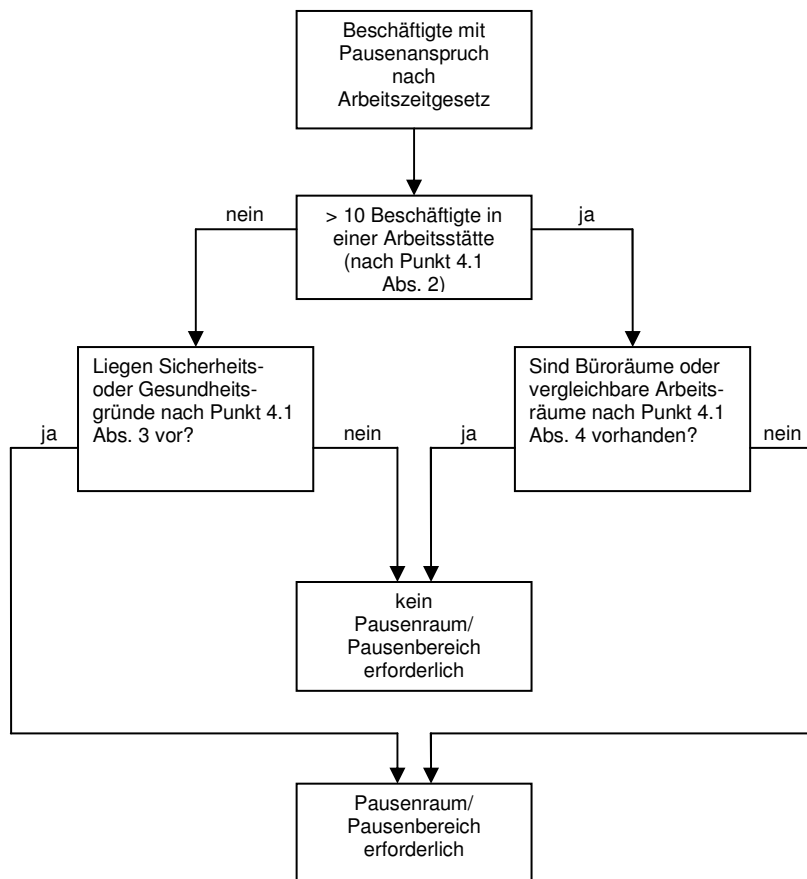 Beschäftigte mit
Pausenanspruch
nach
Arbeitszeitgesetz
nein
> 10 Beschäftigte in
einer Arbeitsstätte
(nach Punkt 4.1
Abs. 2)
ja
Liegen Sicherheits-
oder Gesundheits-
gründe nach Punkt 4.1
Abs. 3 vor?
ja
nein
Sind Büroräume oder
vergleichbare Arbeits-
räume nach Punkt 4.1
Abs. 4 vorhanden?
ja
nein
kein
Pausenraum/
Pausenbereich
erforderlich
Pausenraum/
Pausenbereich
erforderlich